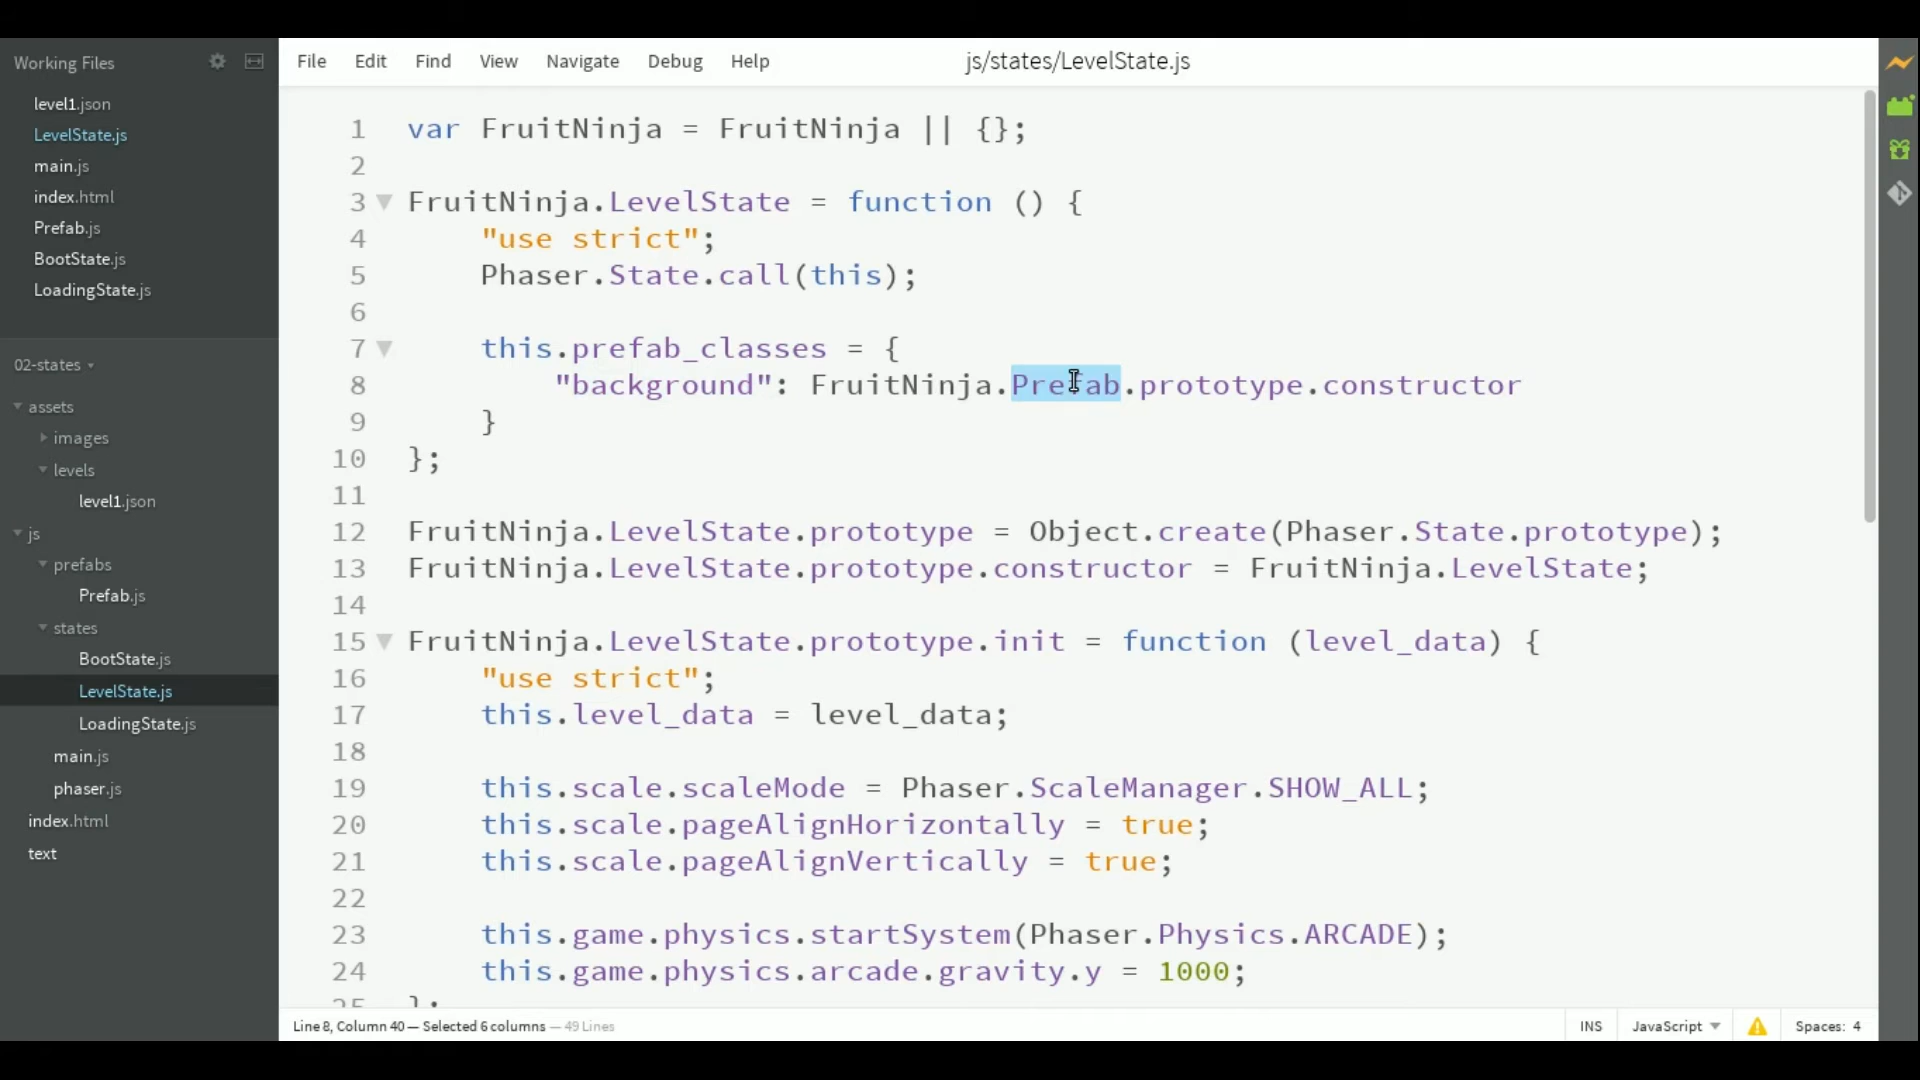 Working Files
level1.json
LevelState.js
main.js
index.html
Prefab.js
BootState.js
LoadingState.js
02-states
assets
images
levels
level1.json
js
prefabs
Prefab.js
states
BootState.js
LevelState.js
LoadingState.js
main.js
phaser.js
index.html
text
File Edit Find View Navigate Debug Help
js/states/LevelState.js
1 var FruitNinja = FruitNinja || {};
2
3 FruitNinja.LevelState = function () {
4 "use strict";
5 Phaser.State.call(this);
6
7 this.prefab_classes = {
8 "background": FruitNinja.Prefab.prototype.constructor
9 }
10 };
11
12 FruitNinja.LevelState.prototype = Object.create(Phaser.State.prototype);
13 FruitNinja.LevelState.prototype.constructor = FruitNinja.LevelState;
14
15 FruitNinja.LevelState.prototype.init = function (level_data) {
16 "use strict";
17 this.level_data = level_data;
18
19 this.scale.scaleMode = Phaser.ScaleManager.SHOW_ALL;
20 this.scale.pageAlignHorizontally = true;
21 this.scale.pageAlignVertically = true;
22
23 this.game.physics.startSystem(Phaser.Physics.ARCADE);
24 this.game.physics.arcade.gravity.y = 1000;
25 };
Line 8, Column 40 — Selected 6 columns — 49 Lines
INS JavaScript Spaces: 4